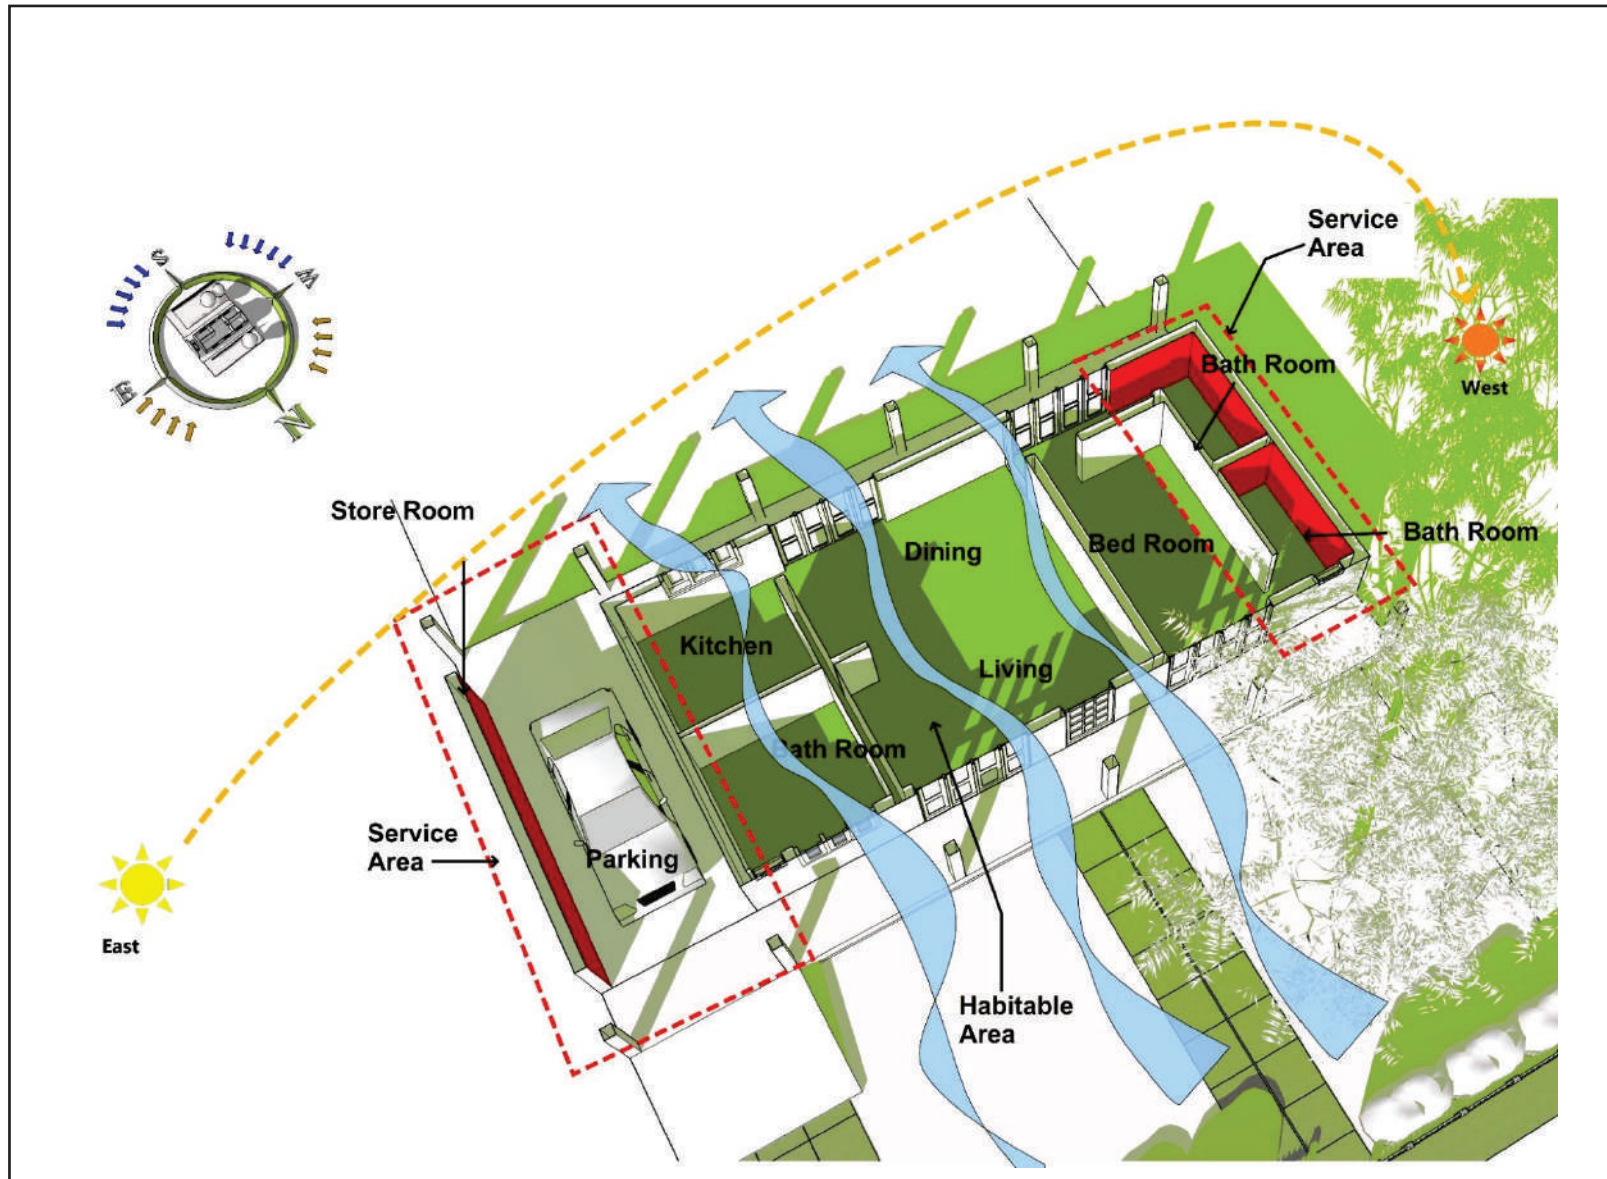 Service
Area
Bath Room
West
S
W
E
N
Store Room
Dining
Bed Room
Bath Room
Kitchen
Living
Bath Room
Service
Area
Parking
East
Habitable
Area